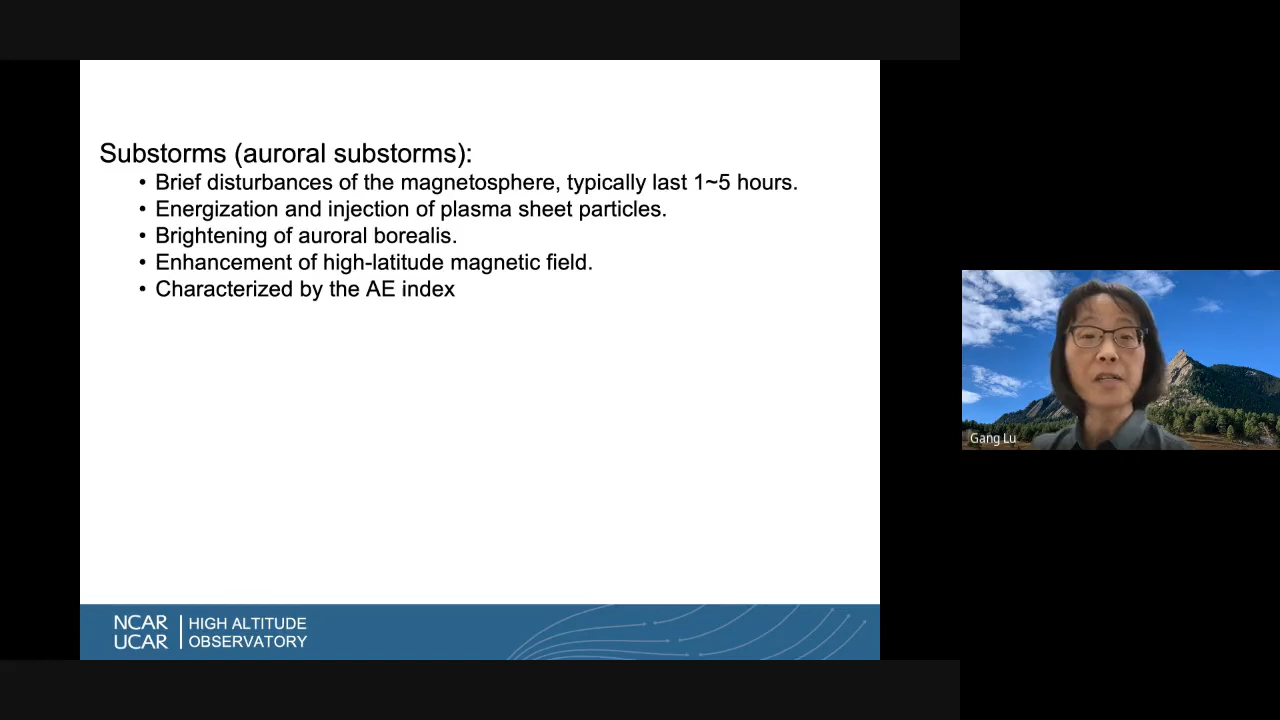 Substorms (auroral substorms):
• Brief disturbances of the magnetosphere, typically last 1~5 hours.
• Energization and injection of plasma sheet particles.
• Brightening of auroral borealis.
• Enhancement of high-latitude magnetic field.
• Characterized by the AE index
Gang Lu
NCAR
UCAR
HIGH ALTITUDE
OBSERVATORY